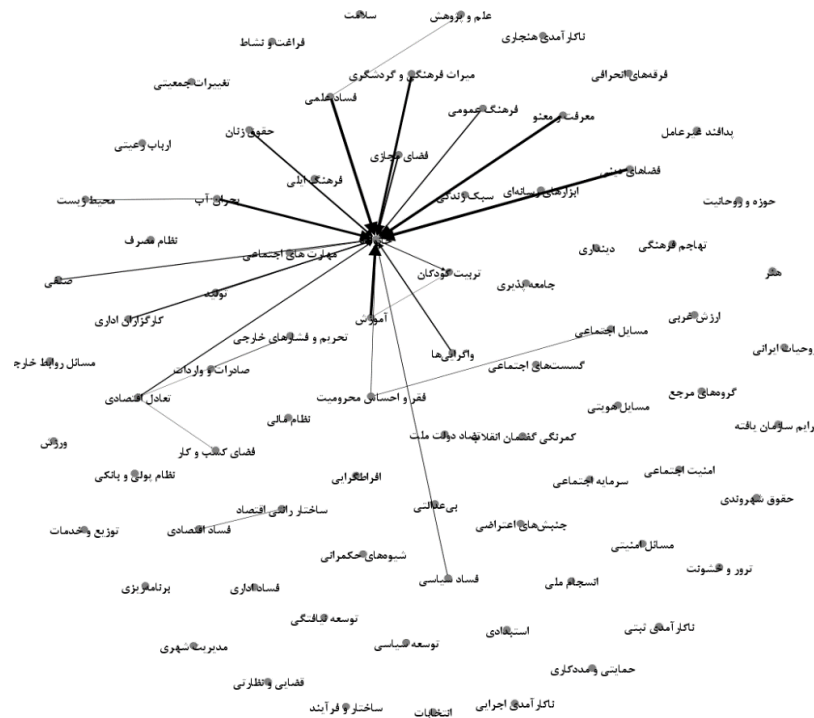 علم و پژوهش
سلامت
ناکارآمدی هنجاری
فراغت و نشاط
فرقه‌های انحرافی
میراث فرهنگی و گردشگری
تغییرات جمعیتی
فساد علمی
فرهنگ عمومی
معرفت و معنو
حقوق زنان
پدافند غیرعامل
ارباب رعیتی
فضای مجازی
فضاهای دینی
فرهنگ ایلی
ابزارهای رسانه‌ای
سبک زندگی
محیط زیست
بحران آب
حوزه و روحانیت
نظام مصرف
تهاجم فرهنگی
دینداری
مهارت های اجتماعی
هنر
تربیت کودکان
صنفی
جامعه پذیری
تولید
کارگزاران اداری
آموزش
ارزش غربی
مسایل اجتماعی
تحریم و فشارهای خارجی
روحیات ایرانی
واگرایی‌ها
مسائل روابط خارج
گسست‌های اجتماعی
صادرات و واردات
گروه‌های مرجع
تعادل اقتصادی
فقر و احساس محرومیت
مسایل هویتی
نظام مالی
رایم سازمان یافته
کمرنگی گفتمان انقلاب
تضاد دولت ملت
ورزش
فضای کسب و کار
امنیت اجتماعی
نظام پولی و بانکی
افراط‌گرایی
سرمایه اجتماعی
حقوق شهروندی
بی‌عدالتی
ساختار رانتی اقتصاد
جنبش‌های اعتراضی
فساد اقتصادی
توزیع و خدمات
مسائل امنیتی
شیوه‌های حکمرانی
ترور و خشونت
فساد سیاسی
انسجام ملی
فساد اداری
برنامه‌ریزی
توسعه نیافتگی
ناکارآمدی ثبتی
استبدادی
توسعه سیاسی
مدیریت شهری
حمایتی و مددکاری
قضایی و نظارتی
ناکارآمدی اجرایی
ساختار و فرآیند
انتخابات